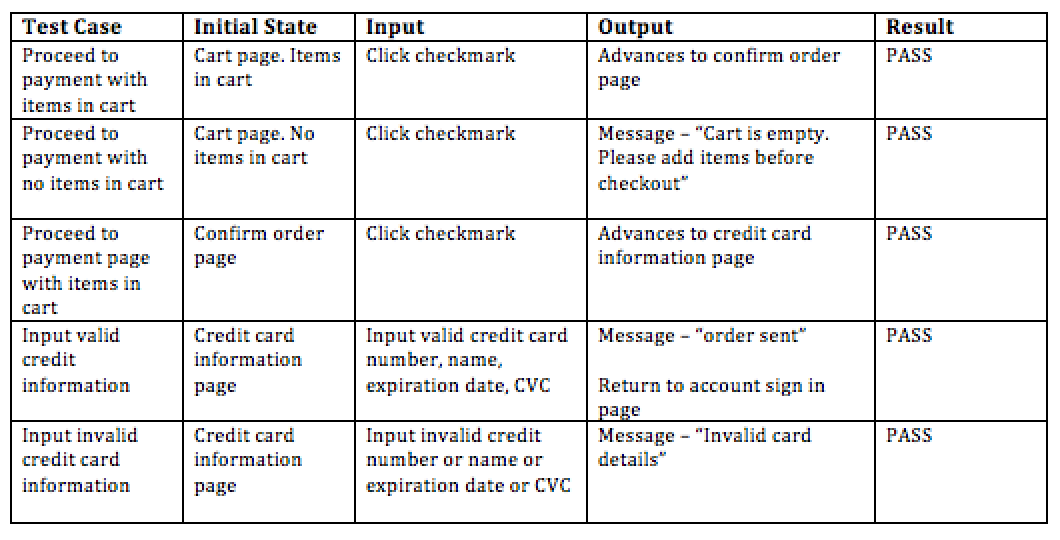 Test Case Initial State Input Output Result
Proceed to Cart page. Items Click checkmark Advances to confirm order PASS
payment with in cart page
items in cart
Proceed to Cart page. No Click checkmark Message – “Cart is empty. PASS
payment with items in cart Please add items before
no items in cart checkout”
Proceed to Confirm order Click checkmark Advances to credit card PASS
payment page page information page
with items in
cart
Input valid Credit card Input valid credit card Message – “order sent” PASS
credit information number, name,
information page expiration date, CVC Return to account sign in
page
Input invalid Credit card Input invalid credit Message – “Invalid card PASS
credit card information number or name or details”
information page expiration date or CVC